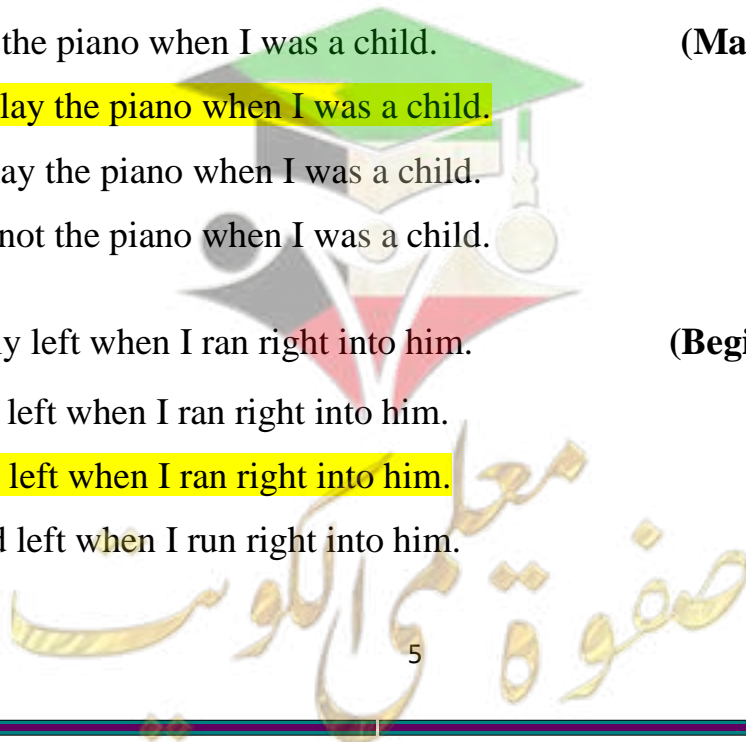 the piano when I was a child. (Ma
lay the piano when I was a child.
ay the piano when I was a child.
not the piano when I was a child.
ly left when I ran right into him. (Begi
left when I ran right into him.
left when I ran right into him.
d left when I run right into him.
صفوة معلمى الكويت
5